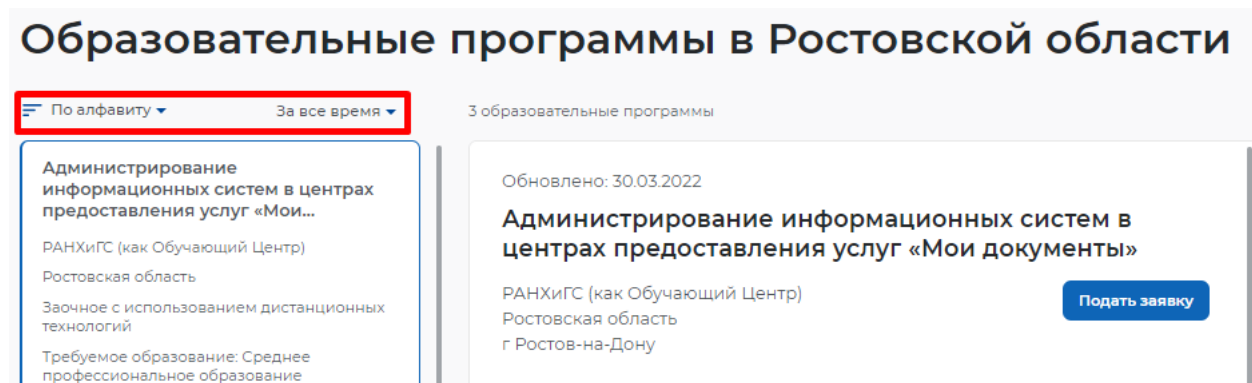 Образовательные программы в Ростовской области
По алфавиту
За все время
3 образовательные программы
Администрирование
информационных систем в центрах
предоставления услуг «Мои...
РАНХиГС (как Обучающий Центр)
Ростовская область
Заочное с использованием дистанционных
технологий
Требуемое образование: Среднее
профессиональное образование
Обновлено: 30.03.2022
Администрирование информационных систем в
центрах предоставления услуг «Мои документы»
РАНХиГС (как Обучающий Центр)
Ростовская область
г Ростов-на-Дону
Подать заявку